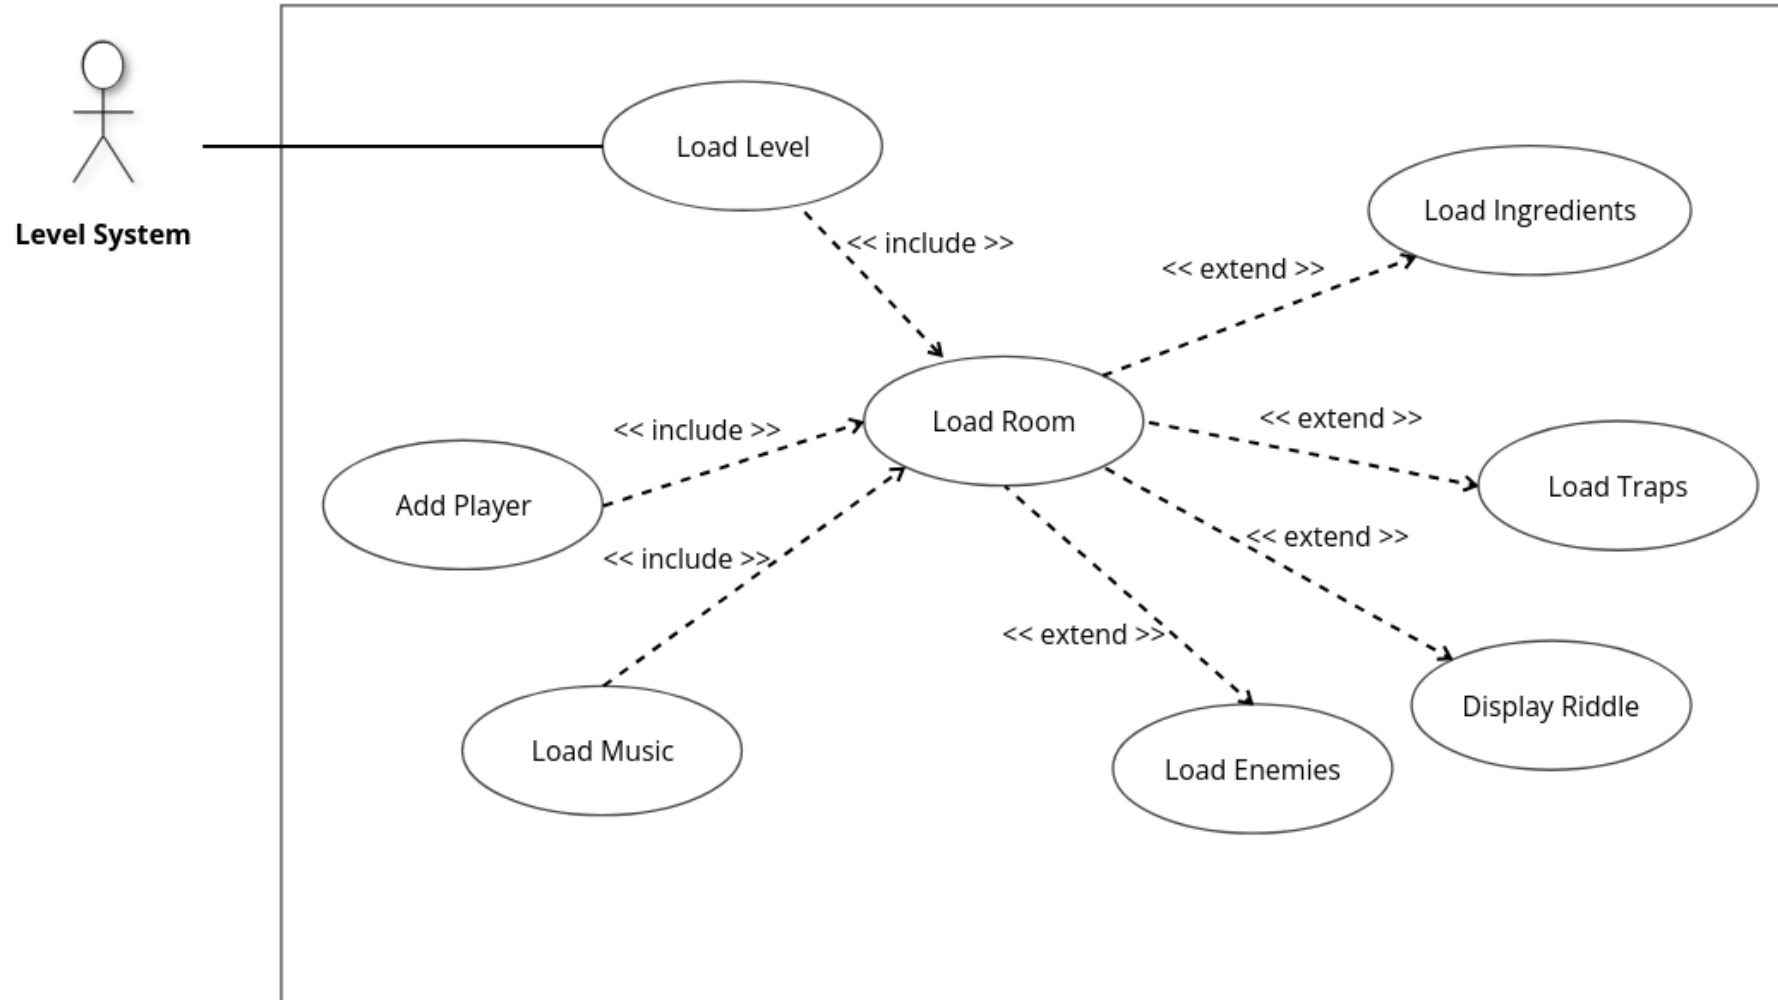 Load Level
Load Ingredients
Level System
<< include >>
<< extend >>
Load Room
<< extend >>
<< include >>
Load Traps
Add Player
<< extend >>
<< include >>
<< extend >>
Display Riddle
Load Music
Load Enemies